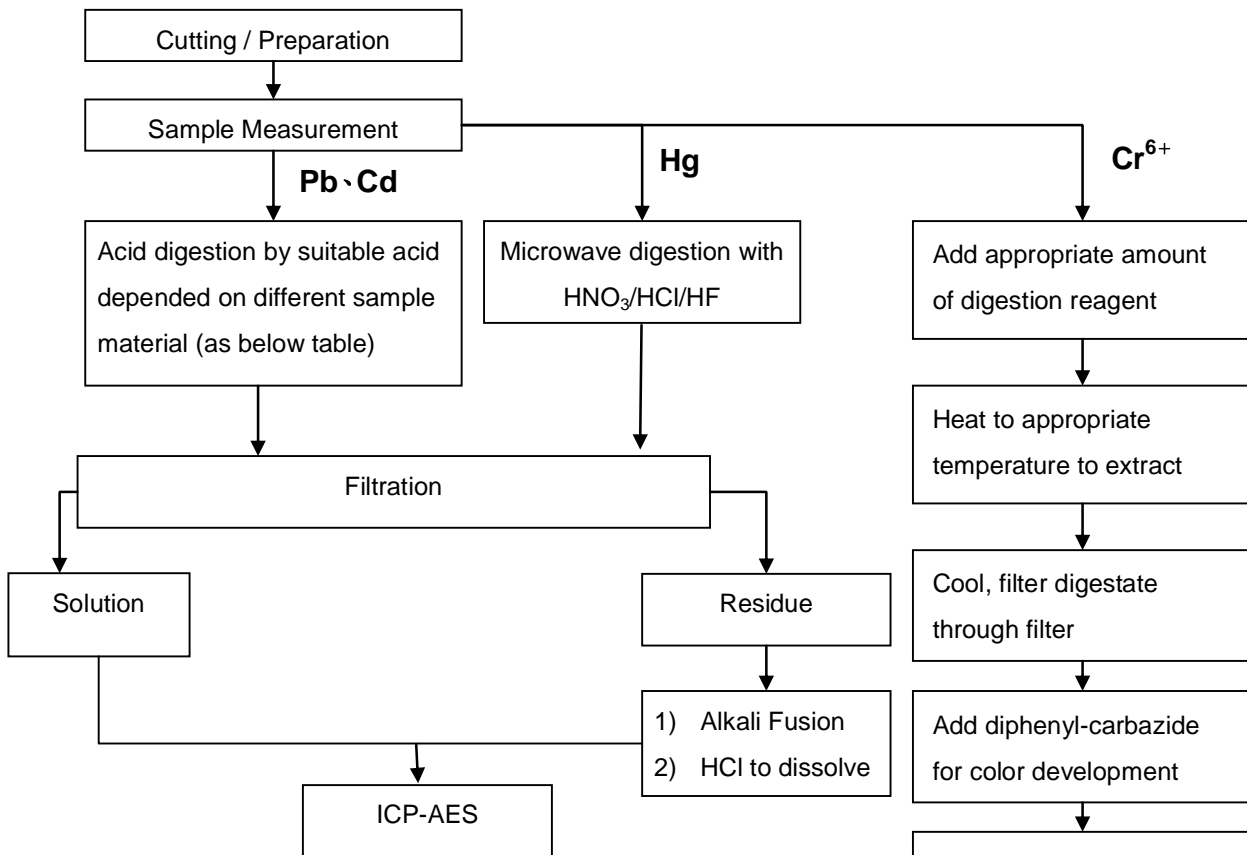 Cutting / Preparation
Sample Measurement
Pb、Cd
Hg
Cr⁶⁺
Acid digestion by suitable acid
depended on different sample
material (as below table)
Microwave digestion with
HNO₃/HCl/HF
Add appropriate amount
of digestion reagent
Heat to appropriate
temperature to extract
Filtration
Solution
Residue
Cool, filter digestate
through filter
1) Alkali Fusion
2) HCl to dissolve
Add diphenyl-carbazide
for color development
ICP-AES